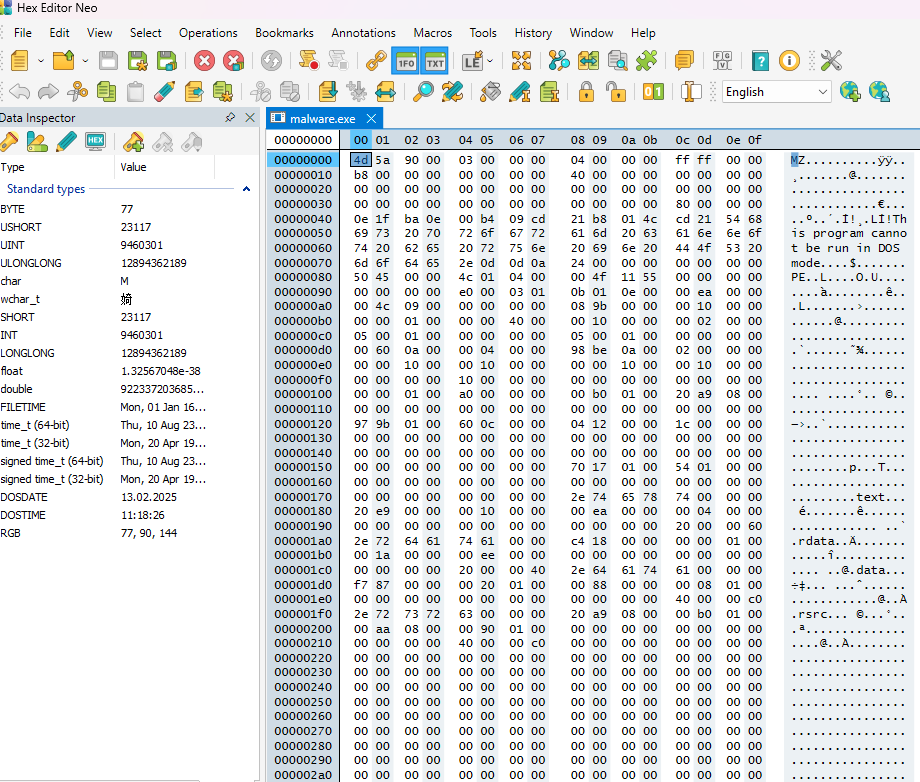 Hex Editor Neo
File Edit View Select Operations Bookmarks Annotations Macros Tools History Window Help
1F0 TXT LE F G V
01 English
Data Inspector
malware.exe
HEX
Type Value
Standard types
BYTE 77
USHORT 23117
UINT 9460301
ULONGLONG 12894362189
char M
wchar_t 婍
SHORT 23117
INT 9460301
LONGLONG 12894362189
float 1.32567048e-38
double 922337203685...
FILETIME Mon, 01 Jan 16...
time_t (64-bit) Thu, 10 Aug 23...
time_t (32-bit) Mon, 20 Apr 19...
signed time_t (64-bit) Thu, 10 Aug 23...
signed time_t (32-bit) Mon, 20 Apr 19...
DOSDATE 13.02.2025
DOSTIME 11:18:26
RGB 77, 90, 144
00000000 00 01 02 03 04 05 06 07 08 09 0a 0b 0c 0d 0e 0f
00000000 4d 5a 90 00 03 00 00 00 04 00 00 00 ff ff 00 00 MZ..........ÿÿ..
00000010 b8 00 00 00 00 00 00 00 40 00 00 00 00 00 00 00 ¸.......@.......
00000020 00 00 00 00 00 00 00 00 00 00 00 00 00 00 00 00 ................
00000030 00 00 00 00 00 00 00 00 00 00 00 00 80 00 00 00 ............€...
00000040 0e 1f ba 0e 00 b4 09 cd 21 b8 01 4c cd 21 54 68 ..º..´.Í!¸.LÍ!Th
00000050 69 73 20 70 72 6f 67 72 61 6d 20 63 61 6e 6e 6f is program canno
00000060 74 20 62 65 20 72 75 6e 20 69 6e 20 44 4f 53 20 t be run in DOS
00000070 6d 6f 64 65 2e 0d 0d 0a 24 00 00 00 00 00 00 00 mode....$.......
00000080 50 45 00 00 4c 01 04 00 00 4f 11 55 00 00 00 00 PE..L....O.U....
00000090 00 00 00 00 e0 00 03 01 0b 01 0e 00 00 ea 00 00 ....à........ê..
000000a0 00 4c 09 00 00 00 00 00 08 9b 00 00 00 10 00 00 .L.......›......
000000b0 00 00 01 00 00 00 40 00 00 10 00 00 00 02 00 00 ......@.........
000000c0 05 00 01 00 00 00 00 00 05 00 01 00 00 00 00 00 ................
000000d0 00 60 0a 00 00 04 00 00 98 be 0a 00 02 00 00 00 .`......˜¾......
000000e0 00 00 10 00 00 10 00 00 00 00 10 00 00 10 00 00 ................
000000f0 00 00 00 00 10 00 00 00 00 00 00 00 00 00 00 00 ................
00000100 00 00 01 00 a0 00 00 00 00 b0 01 00 20 a9 08 00 .... ....°.. ©..
00000110 00 00 00 00 00 00 00 00 00 00 00 00 00 00 00 00 ................
00000120 97 9b 01 00 60 0c 00 00 04 12 00 00 1c 00 00 00 —›..`...........
00000130 00 00 00 00 00 00 00 00 00 00 00 00 00 00 00 00 ................
00000140 00 00 00 00 00 00 00 00 00 00 00 00 00 00 00 00 ................
00000150 00 00 00 00 00 00 00 00 70 17 01 00 54 01 00 00 ........p...T...
00000160 00 00 00 00 00 00 00 00 00 00 00 00 00 00 00 00 ................
00000170 00 00 00 00 00 00 00 00 2e 74 65 78 74 00 00 00 .........text...
00000180 20 e9 00 00 00 10 00 00 00 ea 00 00 00 04 00 00 é.......ê......
00000190 00 00 00 00 00 00 00 00 00 00 00 00 20 00 00 60 ............ ..`
000001a0 2e 72 64 61 74 61 00 00 c4 18 00 00 00 00 01 00 .rdata..Ä.......
000001b0 00 1a 00 00 00 ee 00 00 00 00 00 00 00 00 00 00 .....î..........
000001c0 00 00 00 00 20 00 00 40 2e 64 61 74 61 00 00 00 .... ..@.data...
000001d0 f7 87 00 00 00 20 01 00 00 88 00 00 00 08 01 00 ÷‡... ...ˆ......
000001e0 00 00 00 00 00 00 00 00 00 00 00 00 40 00 00 c0 ............@..À
000001f0 2e 72 73 72 63 00 00 00 20 a9 08 00 00 b0 01 00 .rsrc... ©...°..
00000200 00 aa 08 00 00 90 01 00 00 00 00 00 00 00 00 00 .ª..............
00000210 00 00 00 00 40 00 00 c0 00 00 00 00 00 00 00 00 ....@..À........
00000220 00 00 00 00 00 00 00 00 00 00 00 00 00 00 00 00 ................
00000230 00 00 00 00 00 00 00 00 00 00 00 00 00 00 00 00 ................
00000240 00 00 00 00 00 00 00 00 00 00 00 00 00 00 00 00 ................
00000250 00 00 00 00 00 00 00 00 00 00 00 00 00 00 00 00 ................
00000260 00 00 00 00 00 00 00 00 00 00 00 00 00 00 00 00 ................
00000270 00 00 00 00 00 00 00 00 00 00 00 00 00 00 00 00 ................
00000280 00 00 00 00 00 00 00 00 00 00 00 00 00 00 00 00 ................
00000290 00 00 00 00 00 00 00 00 00 00 00 00 00 00 00 00 ................
000002a0 00 00 00 00 00 00 00 00 00 00 00 00 00 00 00 00 ................